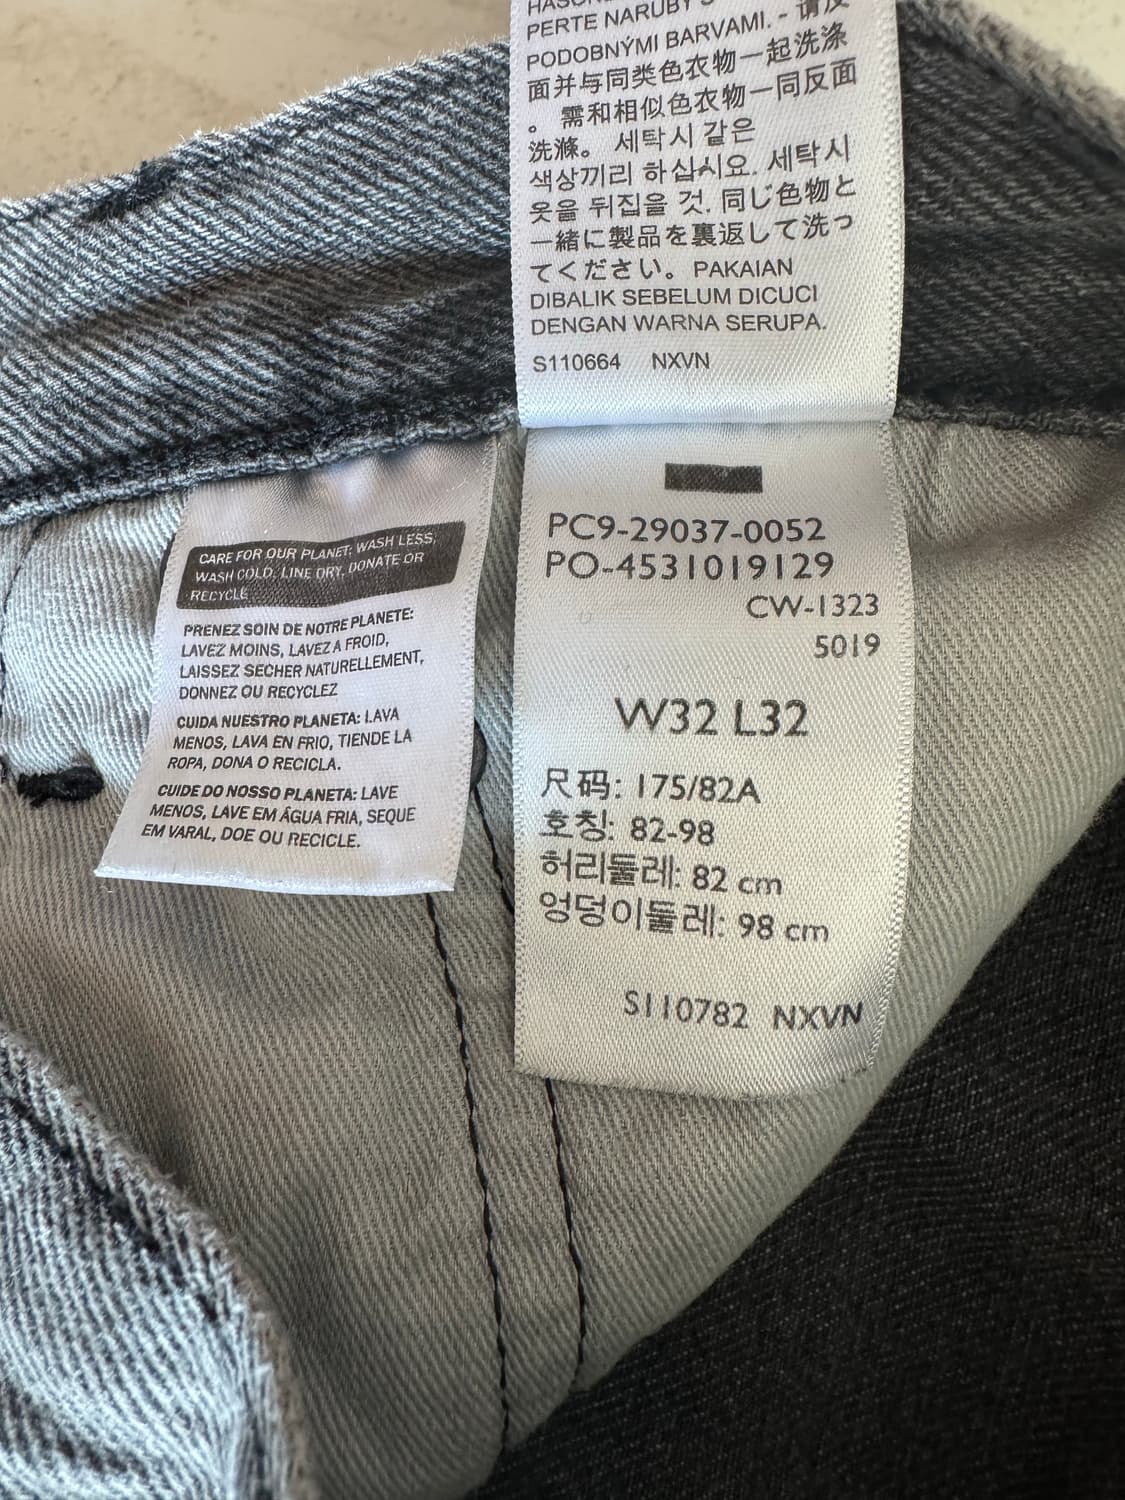 PERTE NARUBY S
PODOBNÝMI BARVAMI. - 请反
面并与同类色衣物一起洗涤
。 需和相似色衣物一同反面
洗滌。 세탁시 같은
색상끼리 하십시요. 세탁시
옷을 뒤집을 것. 同じ色物と
一緒に製品を裏返して洗っ
てください。 PAKAIAN
DIBALIK SEBELUM DICUCI
DENGAN WARNA SERUPA.
S110664 NXVN
CARE FOR OUR PLANET: WASH LESS,
WASH COLD, LINE DRY, DONATE OR
RECYCLE
PRENEZ SOIN DE NOTRE PLANETE:
LAVEZ MOINS, LAVEZ A FROID,
LAISSEZ SECHER NATURELLEMENT,
DONNEZ OU RECYCLEZ
CUIDA NUESTRO PLANETA: LAVA
MENOS, LAVA EN FRIO, TIENDE LA
ROPA, DONA O RECICLA.
CUIDE DO NOSSO PLANETA: LAVE
MENOS, LAVE EM ÁGUA FRIA, SEQUE
EM VARAL, DOE OU RECICLE.
PC9-29037-0052
PO-4531019129
CW-1323
5019
W32 L32
尺码: 175/82A
호칭: 82-98
허리둘레: 82 cm
엉덩이둘레: 98 cm
S110782 NXVN